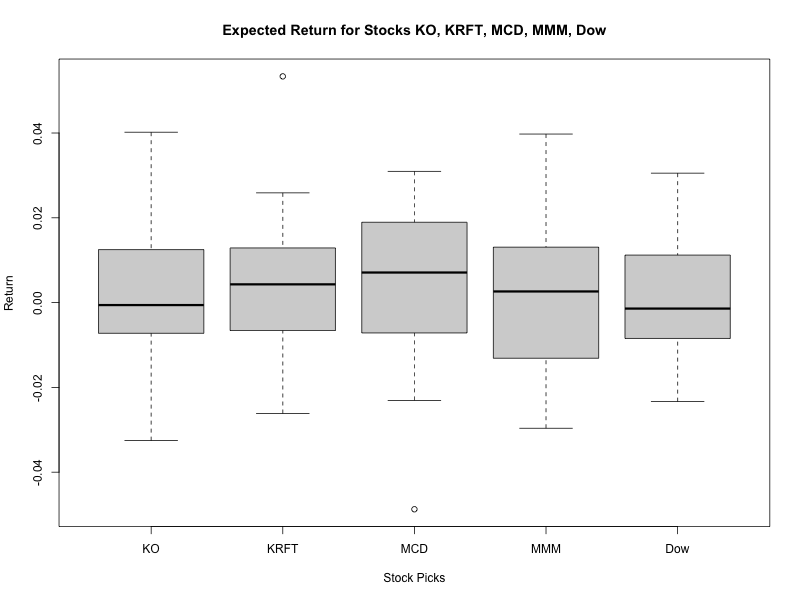 Expected Return for Stocks KO, KRFT, MCD, MMM, Dow
Return
0.04
0.02
0.00
-0.02
-0.04
KO KRFT MCD MMM Dow
Stock Picks